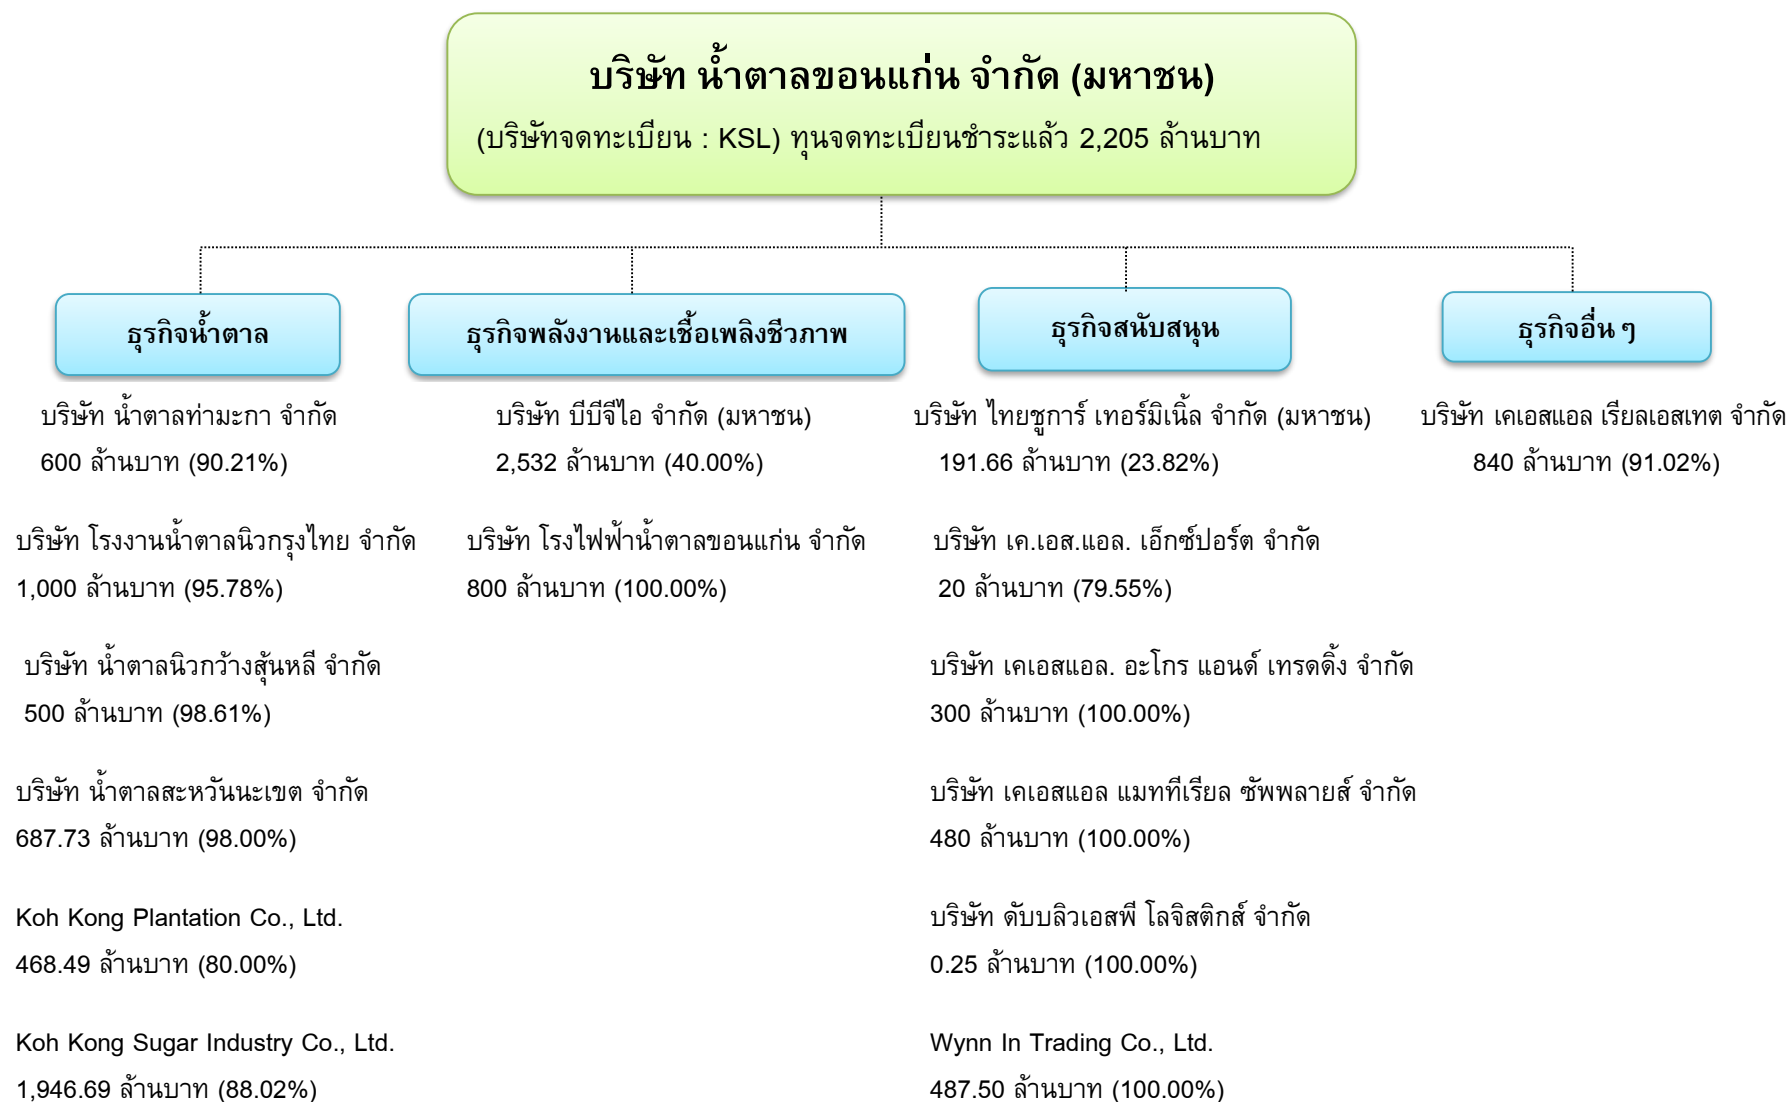 บริษัท น้ำตาลขอนแก่น จำกัด (มหาชน)
(บริษัทจดทะเบียน : KSL) ทุนจดทะเบียนชำระแล้ว 2,205 ล้านบาท
ธุรกิจน้ำตาล
บริษัท น้ำตาลท่ามะกา จำกัด
600 ล้านบาท (90.21%)
บริษัท โรงงานน้ำตาลนิวกรุงไทย จำกัด
1,000 ล้านบาท (95.78%)
บริษัท น้ำตาลนิวกว้างสุ้นหลี จำกัด
500 ล้านบาท (98.61%)
บริษัท น้ำตาลสะหวันนะเขต จำกัด
687.73 ล้านบาท (98.00%)
Koh Kong Plantation Co., Ltd.
468.49 ล้านบาท (80.00%)
Koh Kong Sugar Industry Co., Ltd.
1,946.69 ล้านบาท (88.02%)
ธุรกิจพลังงานและเชื้อเพลิงชีวภาพ
บริษัท บีบีจีไอ จำกัด (มหาชน)
2,532 ล้านบาท (40.00%)
บริษัท โรงไฟฟ้าน้ำตาลขอนแก่น จำกัด
800 ล้านบาท (100.00%)
ธุรกิจสนับสนุน
บริษัท ไทยชูการ์ เทอร์มิเนิ้ล จำกัด (มหาชน)
191.66 ล้านบาท (23.82%)
บริษัท เค.เอส.แอล. เอ็กซ์ปอร์ต จำกัด
20 ล้านบาท (79.55%)
บริษัท เคเอสแอล. อะโกร แอนด์ เทรดดิ้ง จำกัด
300 ล้านบาท (100.00%)
บริษัท เคเอสแอล แมททีเรียล ซัพพลายส์ จำกัด
480 ล้านบาท (100.00%)
บริษัท ดับบลิวเอสพี โลจิสติกส์ จำกัด
0.25 ล้านบาท (100.00%)
Wynn In Trading Co., Ltd.
487.50 ล้านบาท (100.00%)
ธุรกิจอื่น ๆ
บริษัท เคเอสแอล เรียลเอสเทต จำกัด
840 ล้านบาท (91.02%)